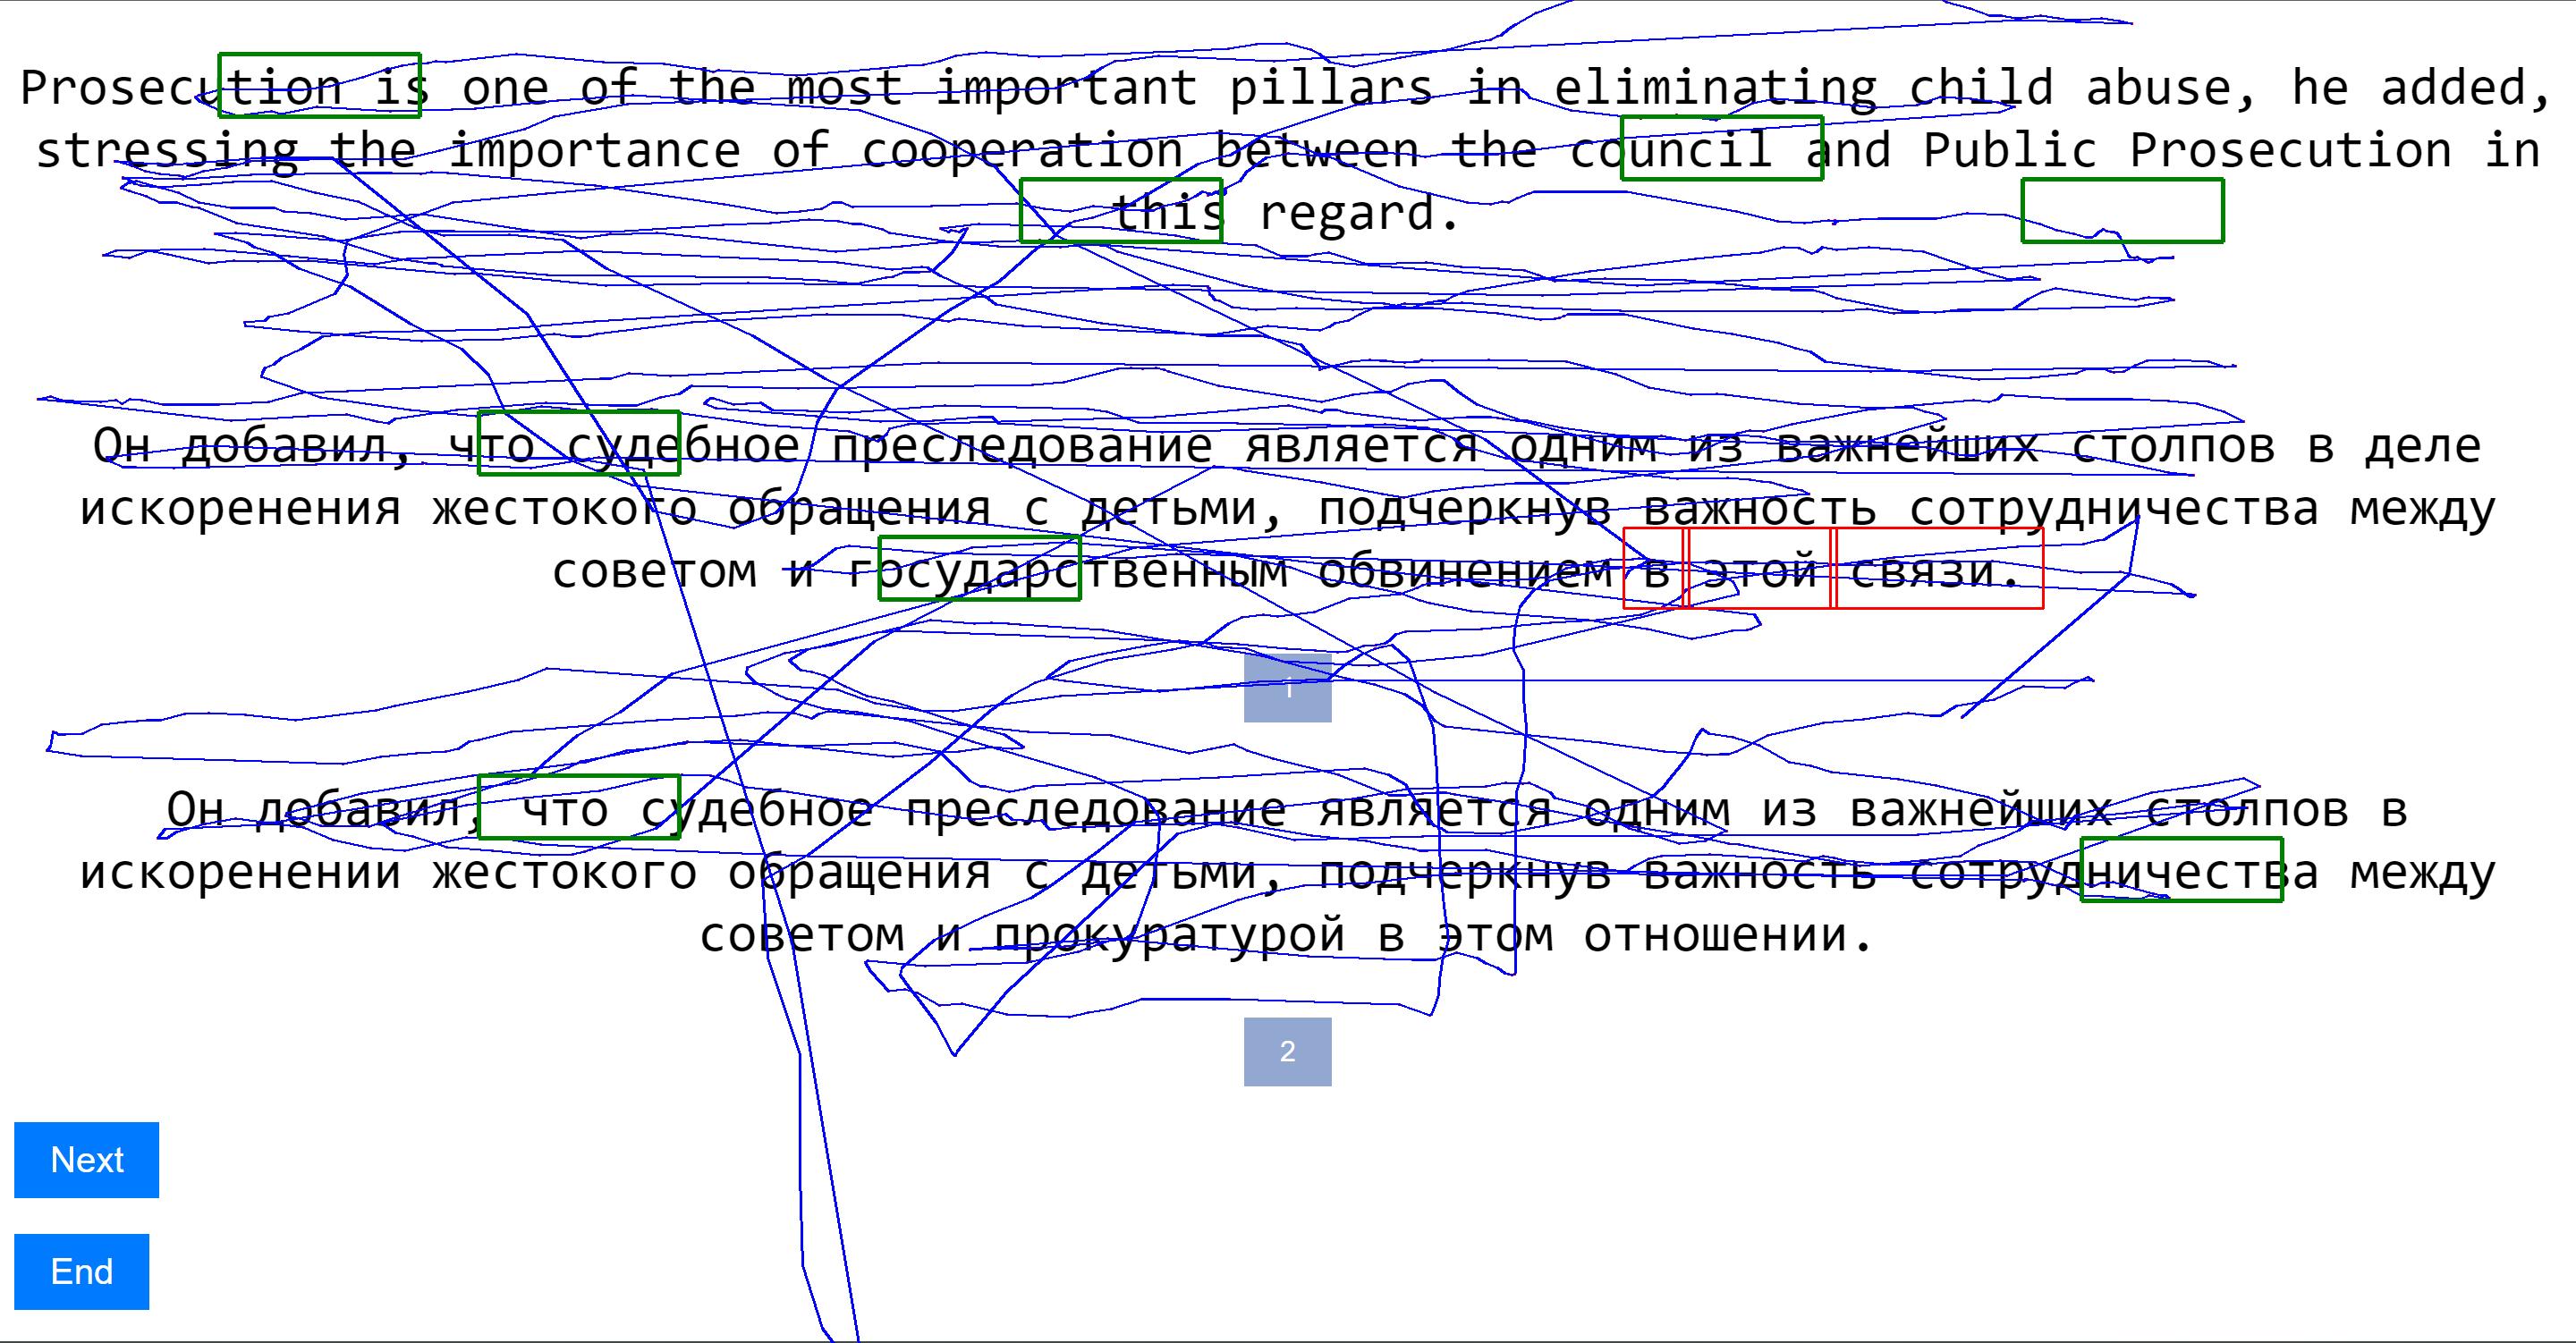 Prosecution is one of the most important pillars in eliminating child abuse, he added,
stressing the importance of cooperation between the council and Public Prosecution in
this regard.
Он добавил, что судебное преследование является одним из важнейших столпов в деле
искоренения жестокого обращения с детьми, подчеркнув важность сотрудничества между
советом и государственным обвинением в этой связи.
1
Он добавил, что судебное преследование является одним из важнейших столпов в
искоренении жестокого обращения с детьми, подчеркнув важность сотрудничества между
советом и прокуратурой в этом отношении.
2
Next
End